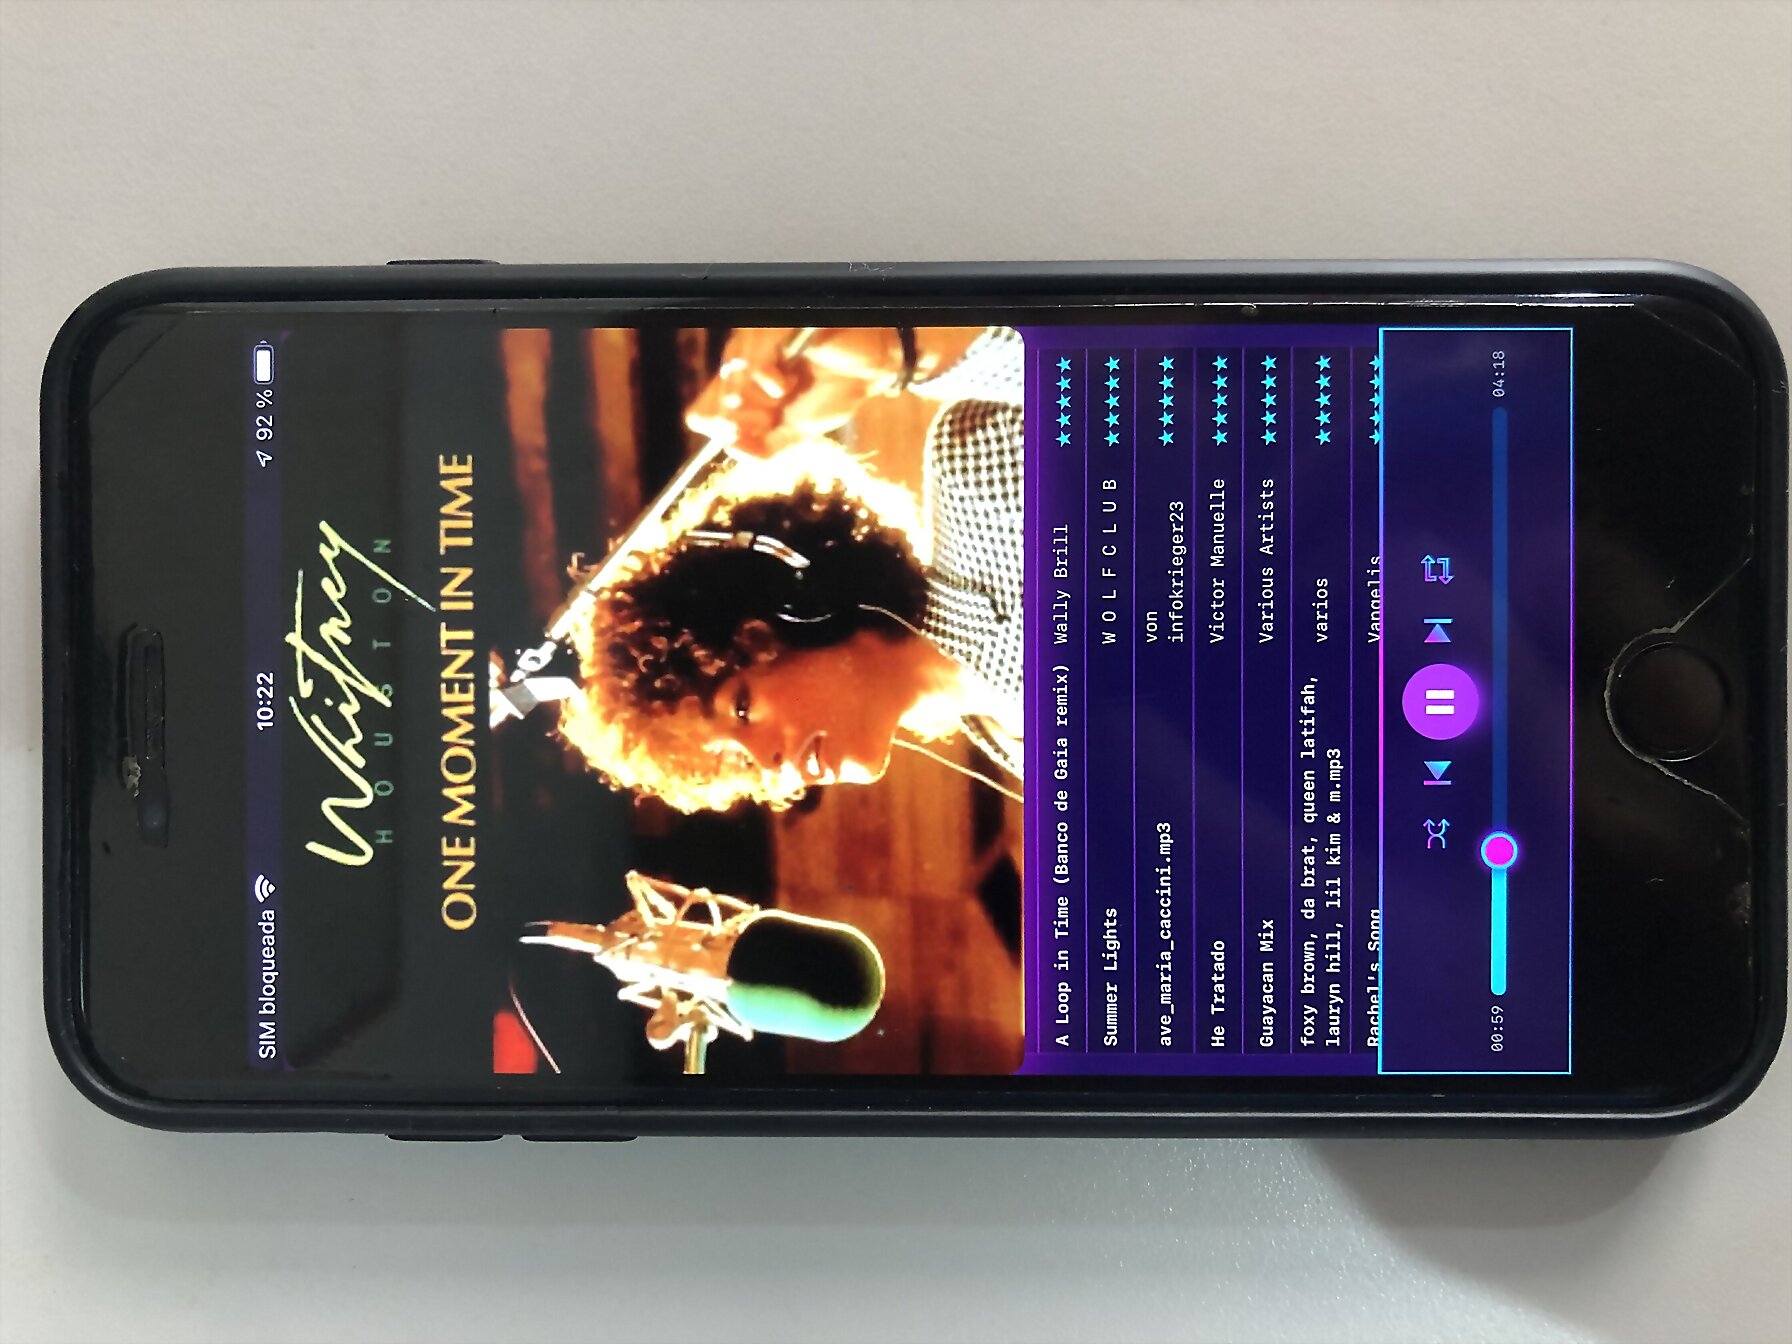 SIM bloqueada 10:22 92 %
Whitney
HOUSTON
ONE MOMENT IN TIME
A Loop in Time (Banco de Gaia remix) Wally Brill ★★★★★
Summer Lights W O L F C L U B ★★★★★
ave_maria_caccini.mp3 von infokrieger23 ★★★★★
He Tratado Victor Manuelle ★★★★★
Guayacan Mix Various Artists ★★★★★
foxy brown, da brat, queen latifah,
lauryn hill, lil kim & m.mp3 varios ★★★★★
Rachel's Song Vangelis ★★★★★
00:59 04:18